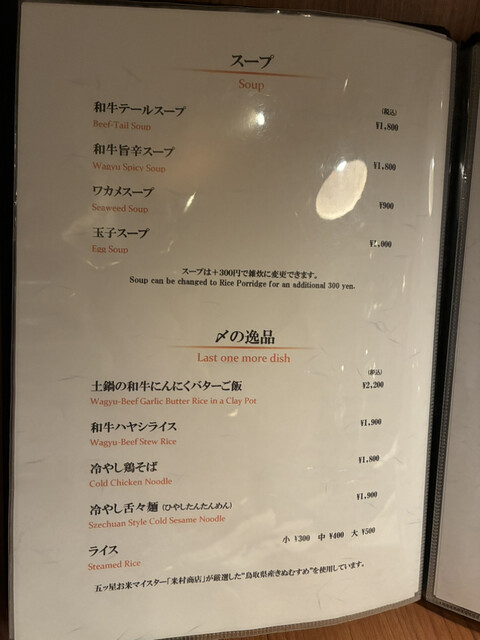 スープ
Soup
(税込)
和牛テールスープ ¥1,800
Beef Tail Soup
和牛旨辛スープ ¥1,800
Wagyu Spicy Soup
ワカメスープ ¥900
Seaweed Soup
玉子スープ ¥1,000
Egg Soup
スープは＋300円で雑炊に変更できます。
Soup can be changed to Rice Porridge for an additional 300 yen.
〆の逸品
Last one more dish
(税込)
土鍋の和牛にんにくバターご飯 ¥2,200
Wagyu-Beef Garlic Butter Rice in a Clay Pot
和牛ハヤシライス ¥1,900
Wagyu-Beef Stew Rice
冷やし鶏そば ¥1,800
Cold Chicken Noodle
冷やし舌々麺 (ひやしたんたんめん) ¥1,900
Szechuan Style Cold Sesame Noodle
ライス 小 ¥300 中 ¥400 大 ¥500
Steamed Rice
五ッ星お米マイスター「米村商店」が厳選した“鳥取県産きぬむすめ”を使用しています。